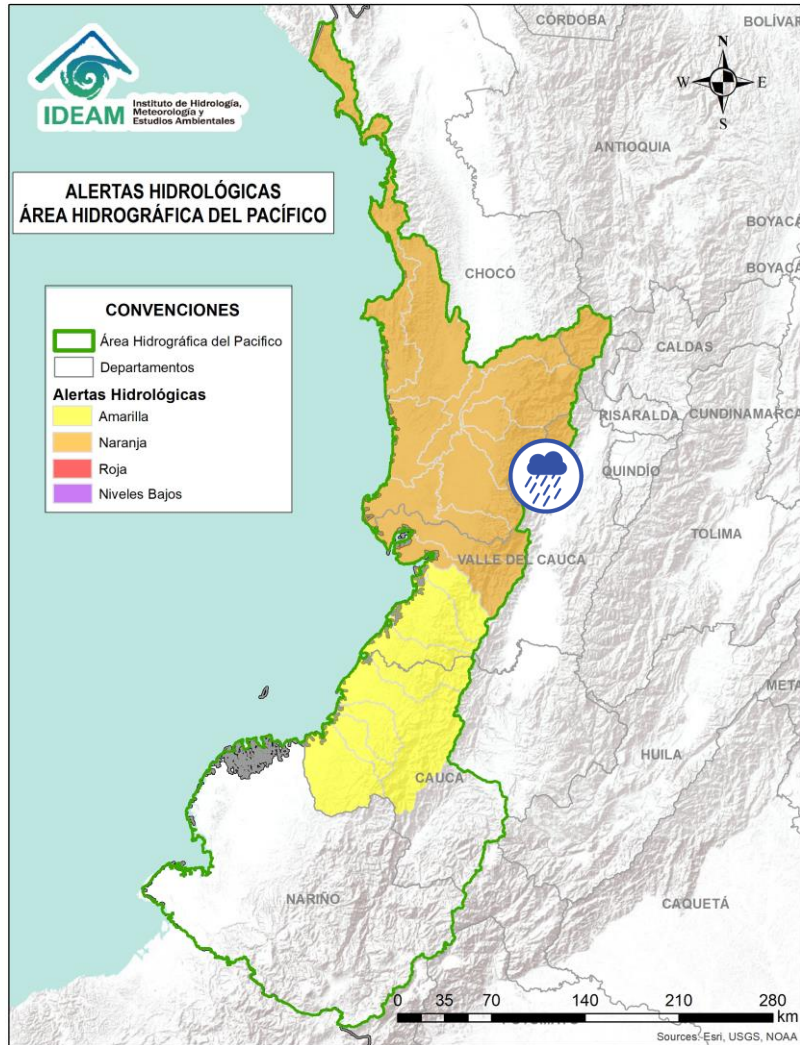 CÓRDOBA
BOLÍVAR
IDEAM
Instituto de Hidrología,
Meteorología y
Estudios Ambientales
N
W
E
S
ANTIOQUIA
ALERTAS HIDROLÓGICAS
ÁREA HIDROGRÁFICA DEL PACÍFICO
BOYACÁ
BOYACÁ
CHOCÓ
CONVENCIONES
Área Hidrográfica del Pacifico
Departamentos
Alertas Hidrológicas
Amarilla
Naranja
Roja
Niveles Bajos
CALDAS
RISARALDA
CUNDINAMARCA
QUINDÍO
TOLIMA
VALLE DEL CAUCA
META
HUILA
CAUCA
NARIÑO
CAQUETÁ
0 35 70 140 210 280
km
Sources: Esri, USGS, NOAA